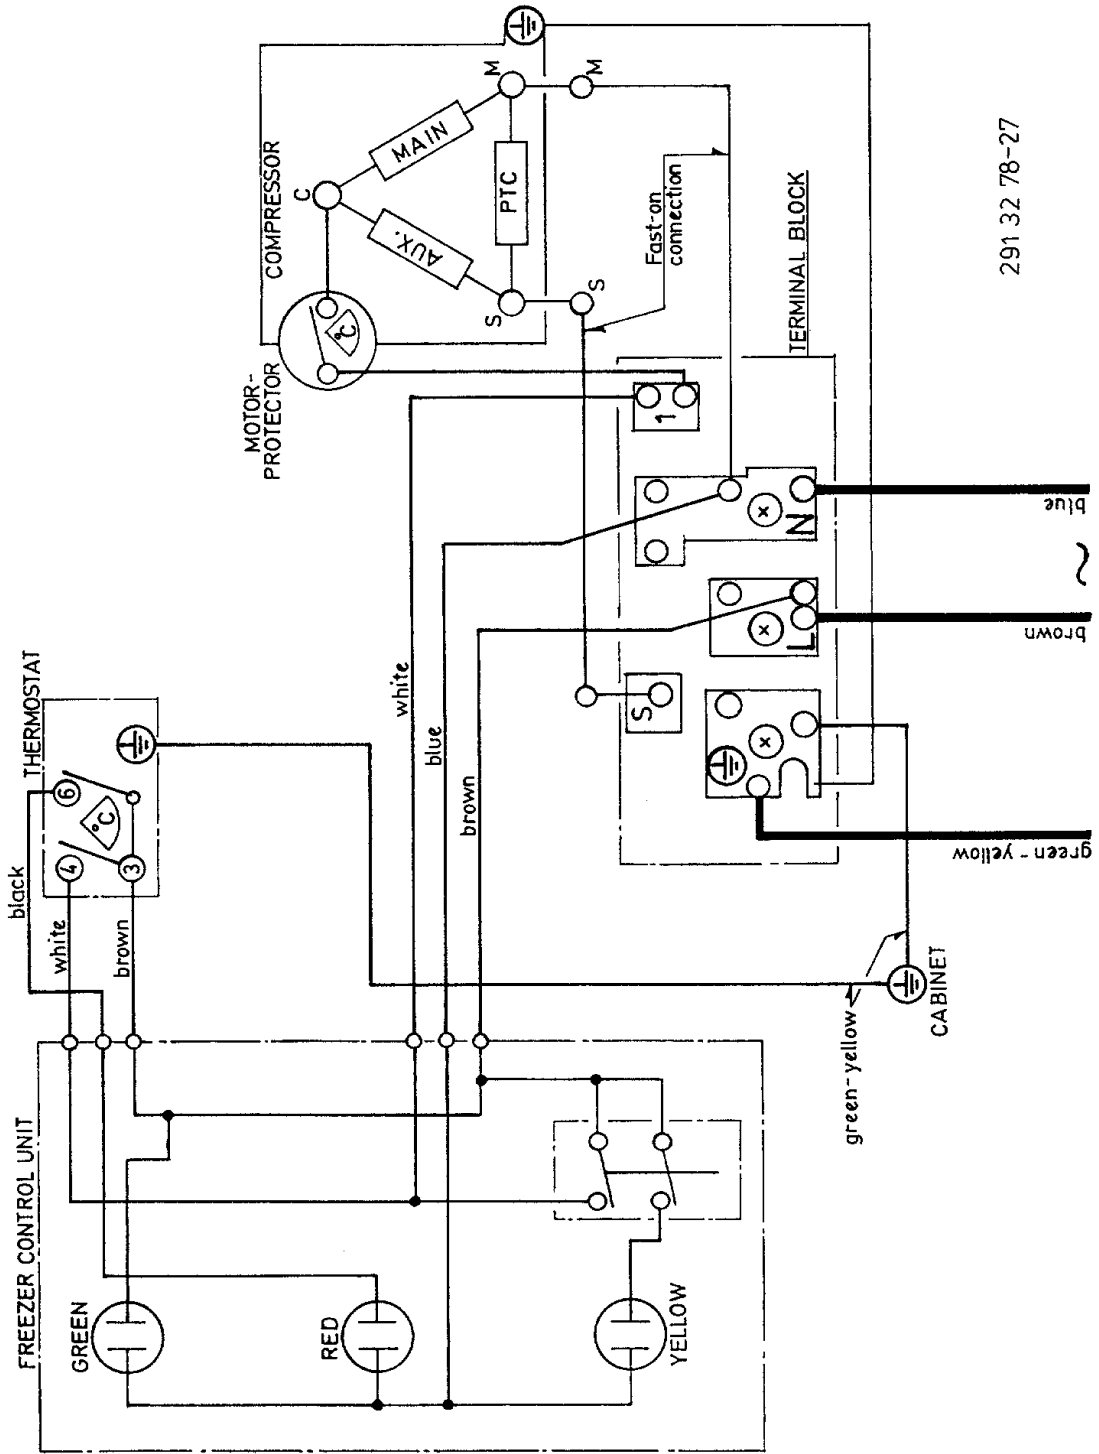 FREEZER CONTROL UNIT
GREEN
RED
YELLOW
black
white
brown
THERMOSTAT
4
3
6
°C
white
blue
brown
green-yellow
CABINET
MOTOR-
PROTECTOR
°C
COMPRESSOR
C
MAIN
AUX.
PTC
M
M
S
S
Fast-on
connection
TERMINAL BLOCK
1
S
N
L
blue
~
brown
green-yellow
291 32 78-27